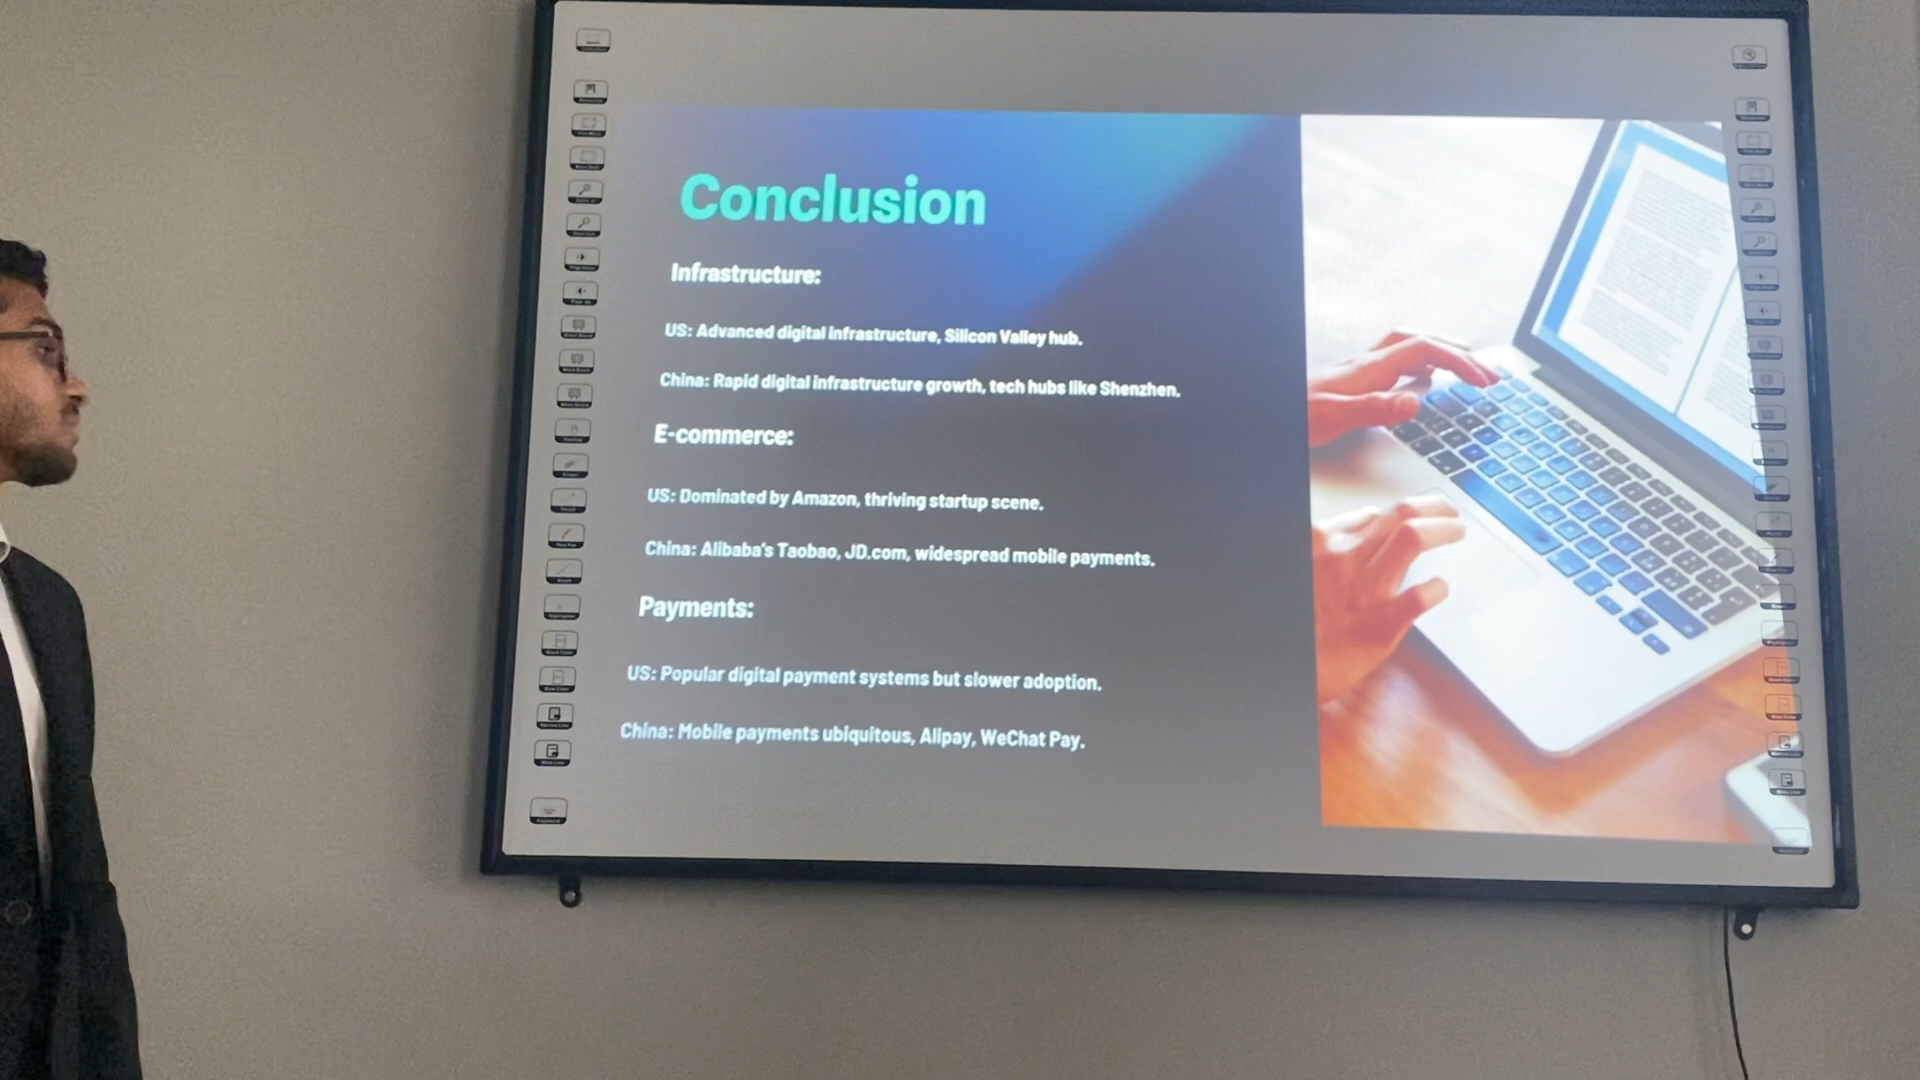 Conclusion
Infrastructure:
US: Advanced digital infrastructure, Silicon Valley hub.
China: Rapid digital infrastructure growth, tech hubs like Shenzhen.
E-commerce:
US: Dominated by Amazon, thriving startup scene.
China: Alibaba's Taobao, JD.com, widespread mobile payments.
Payments:
US: Popular digital payment systems but slower adoption.
China: Mobile payments ubiquitous, Alipay, WeChat Pay.